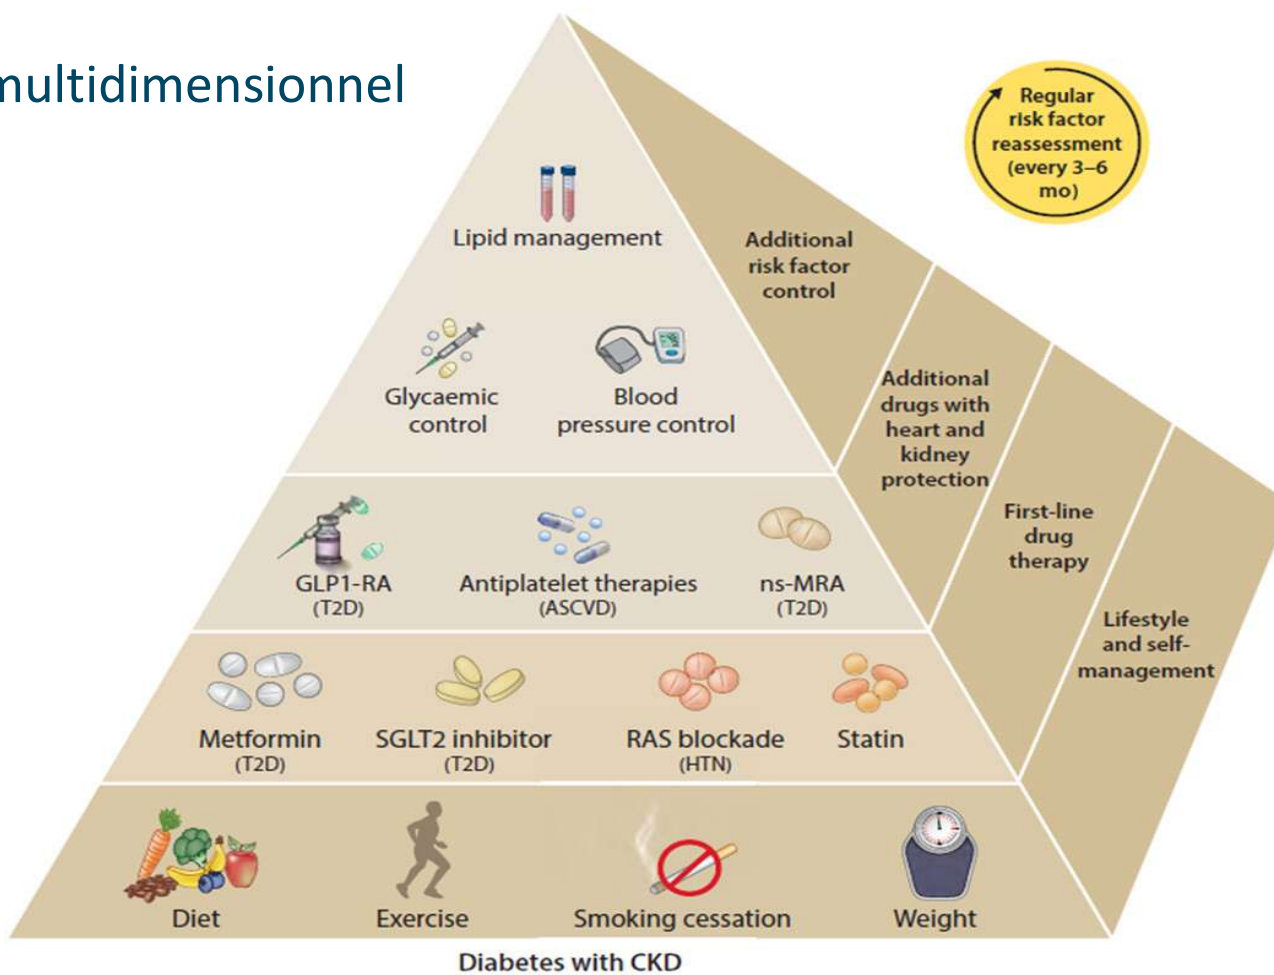 multidimensionnel
Regular
risk factor
reassessment
(every 3–6
mo)
Lipid management
Additional
risk factor
control
Glycaemic
control
Blood
pressure control
Additional
drugs with
heart and
kidney
protection
GLP1-RA
(T2D)
Antiplatelet therapies
(ASCVD)
ns-MRA
(T2D)
First-line
drug
therapy
Metformin
(T2D)
SGLT2 inhibitor
(T2D)
RAS blockade
(HTN)
Statin
Lifestyle
and self-
management
Diet
Exercise
Smoking cessation
Weight
Diabetes with CKD